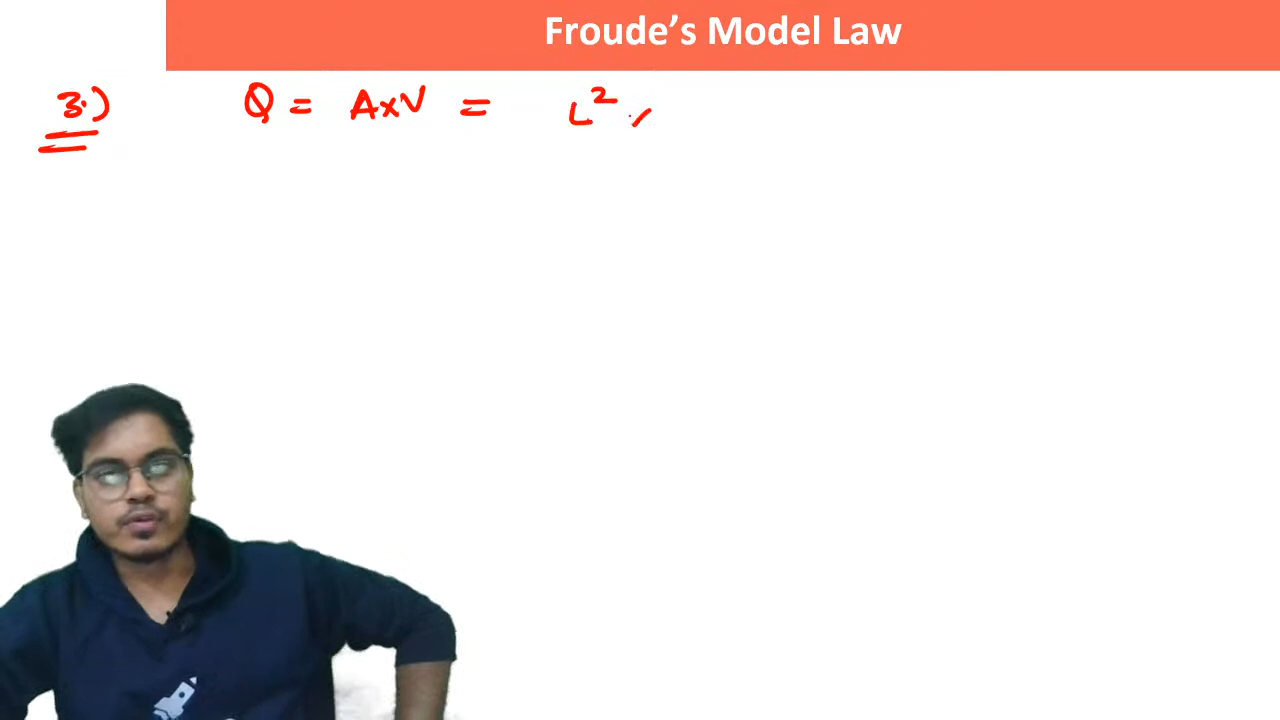 Froude's Model Law
3.) Q = A×V = L²